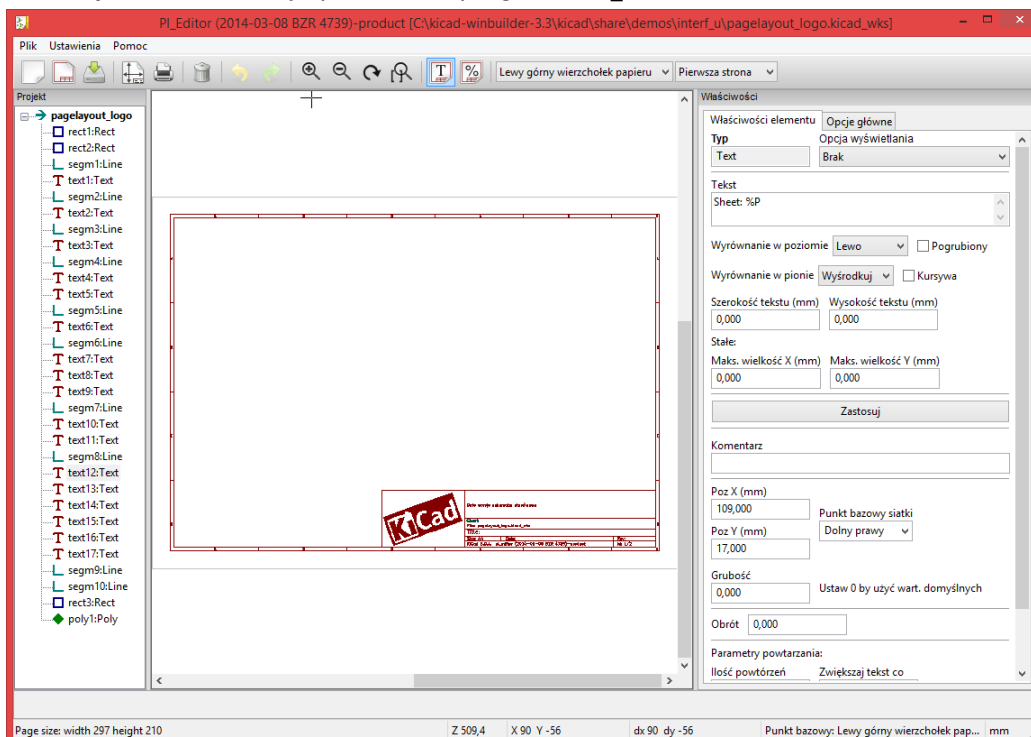 Pl_Editor (2014-03-08 BZR 4739)-product [C:\kicad-winbuilder-3.3\kicad\share\demos\interf_u\pagelayout_logo.kicad_wks]
Plik Ustawienia Pomoc
T % Lewy górny wierzchołek papieru Pierwsza strona
Projekt
pagelayout_logo
rect1:Rect
rect2:Rect
segm1:Line
text1:Text
segm2:Line
text2:Text
segm3:Line
text3:Text
segm4:Line
text4:Text
text5:Text
segm5:Line
text6:Text
segm6:Line
text7:Text
text8:Text
text9:Text
segm7:Line
text10:Text
text11:Text
segm8:Line
text12:Text
text13:Text
text14:Text
text15:Text
text16:Text
text17:Text
segm9:Line
segm10:Line
rect3:Rect
poly1:Poly
KiCad
Właściwości
Właściwości elementu Opcje główne
Typ Opcja wyświetlania
Text Brak
Tekst
Sheet: %P
Wyrównanie w poziomie Lewo Pogrubiony
Wyrównanie w pionie Wyśrodkuj Kursywa
Szerokość tekstu (mm) Wysokość tekstu (mm)
0,000 0,000
Stałe:
Maks. wielkość X (mm) Maks. wielkość Y (mm)
0,000 0,000
Zastosuj
Komentarz
Poz X (mm)
109,000 Punkt bazowy siatki
Poz Y (mm) Dolny prawy
17,000
Grubość
0,000 Ustaw 0 by użyć wart. domyślnych
Obrót 0,000
Parametry powtarzania:
Ilość powtórzeń Zwiększaj tekst co
Page size: width 297 height 210 Z 509,4 X 90 Y -56 dx 90 dy -56 Punkt bazowy: Lewy górny wierzchołek pap... mm